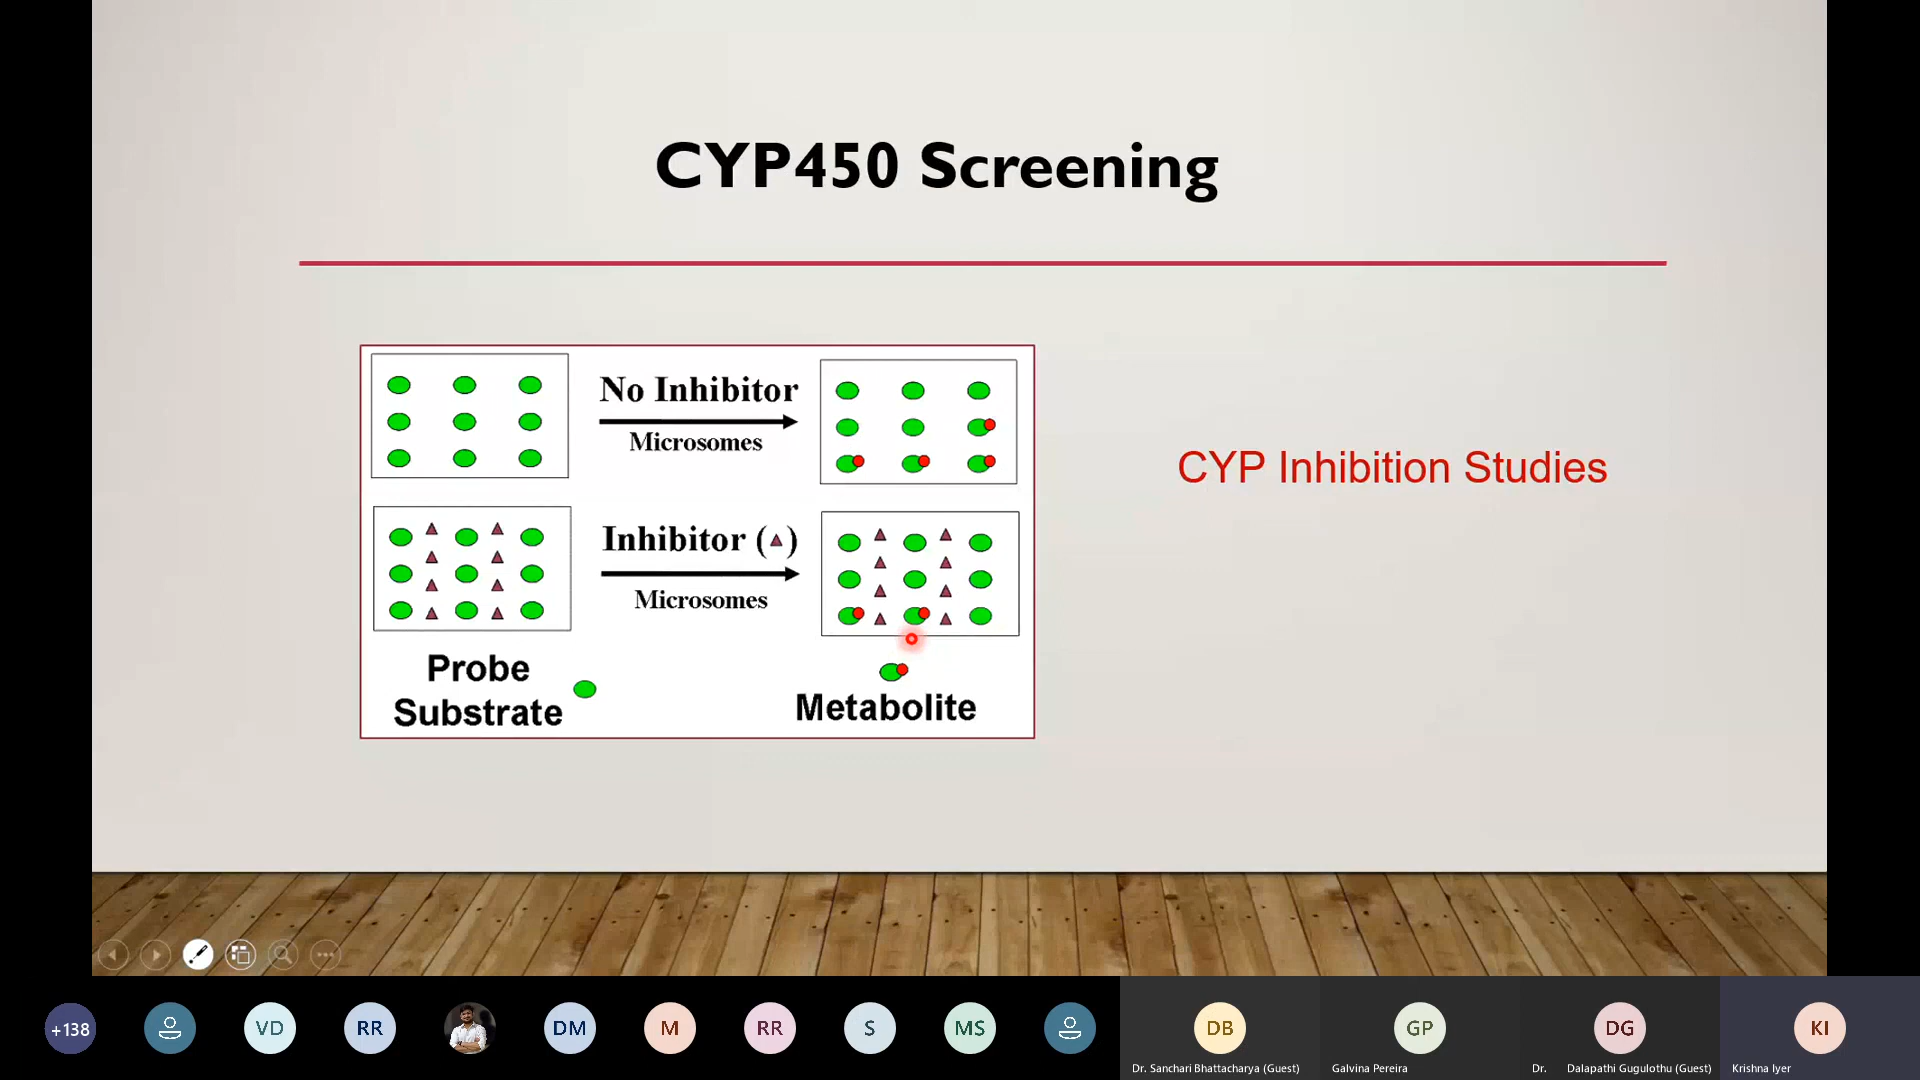 CYP450 Screening
No Inhibitor
Microsomes
CYP Inhibition Studies
Inhibitor (▲)
Microsomes
Probe
Substrate
Metabolite
+138
VD
RR
DM
M
RR
S
MS
DB
GP
DG
KI
Dr. Sanchari Bhattacharya (Guest)
Galvina Pereira
Dr. Dalapathi Gugulothu (Guest)
Krishna Iyer